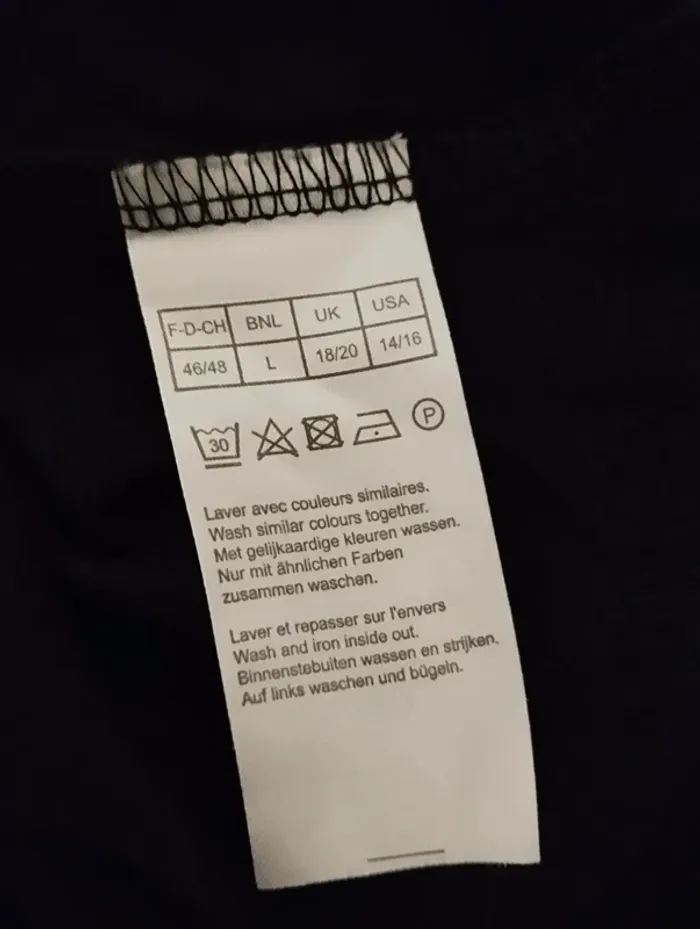 F-D-CH BNL UK USA
46/48 L 18/20 14/16
30 P
Laver avec couleurs similaires.
Wash similar colours together.
Met gelijkaardige kleuren wassen.
Nur mit ähnlichen Farben
zusammen waschen.
Laver et repasser sur l'envers
Wash and iron inside out.
Binnenstebuiten wassen en strijken.
Auf links waschen und bügeln.